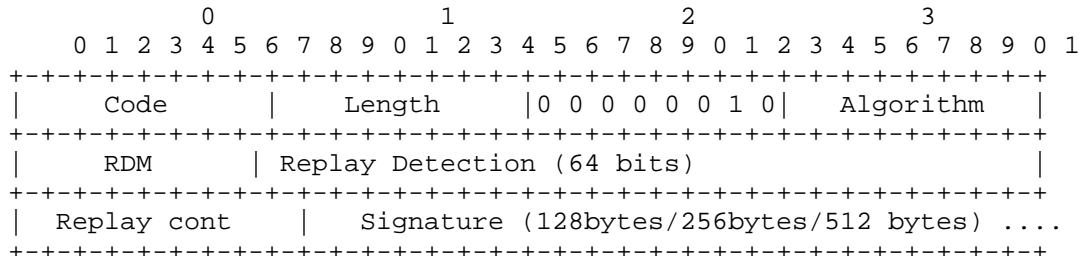 0 1 2 3
0 1 2 3 4 5 6 7 8 9 0 1 2 3 4 5 6 7 8 9 0 1 2 3 4 5 6 7 8 9 0 1
+-+-+-+-+-+-+-+-+-+-+-+-+-+-+-+-+-+-+-+-+-+-+-+-+-+-+-+-+-+-+-+-+
| Code | Length |0 0 0 0 0 0 1 0| Algorithm |
+-+-+-+-+-+-+-+-+-+-+-+-+-+-+-+-+-+-+-+-+-+-+-+-+-+-+-+-+-+-+-+-+
| RDM | Replay Detection (64 bits) |
+-+-+-+-+-+-+-+-+-+-+-+-+-+-+-+-+-+-+-+-+-+-+-+-+-+-+-+-+-+-+-+-+
| Replay cont | Signature (128bytes/256bytes/512 bytes) ....
+-+-+-+-+-+-+-+-+-+-+-+-+-+-+-+-+-+-+-+-+-+-+-+-+-+-+-+-+-+-+-+-+